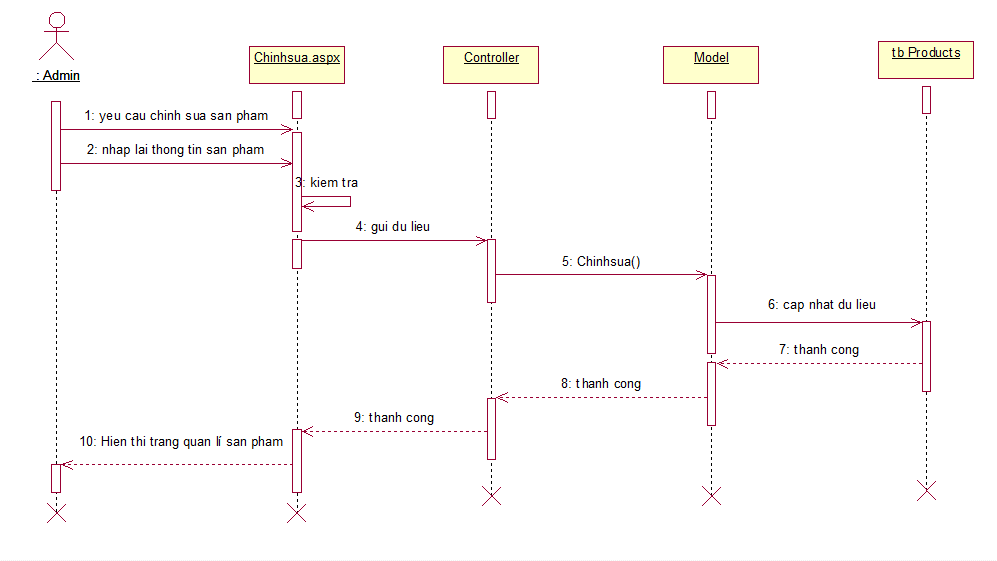 : Admin
Chinhsua.aspx
Controller
Model
tb Products
1: yeu cau chinh sua san pham
2: nhap lai thong tin san pham
3: kiem tra
4: gui du lieu
5: Chinhsua()
6: cap nhat du lieu
7: thanh cong
8: thanh cong
9: thanh cong
10: Hien thi trang quan lí san pham